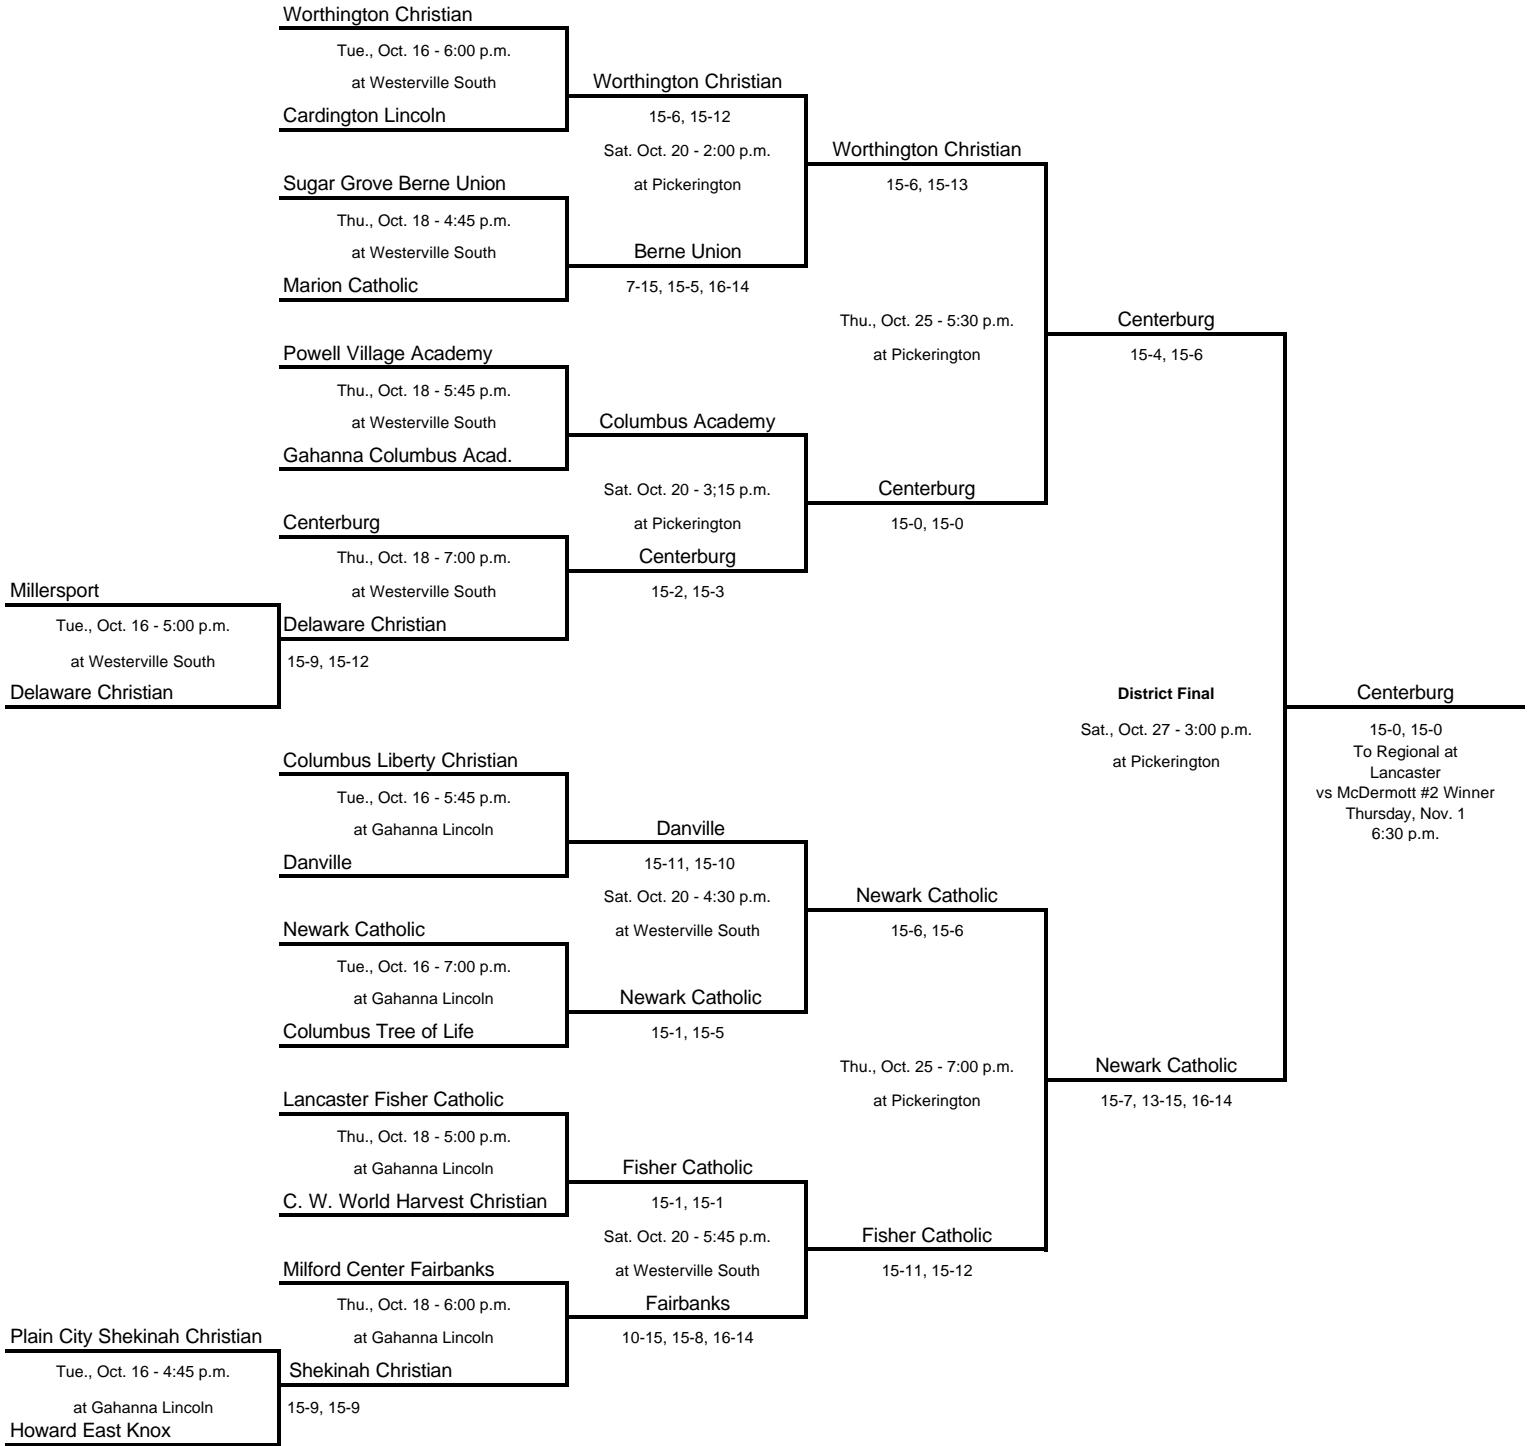 Worthington Christian
Tue., Oct. 16 - 6:00 p.m.
at Westerville South
Cardington Lincoln
Sugar Grove Berne Union
Thu., Oct. 18 - 4:45 p.m.
at Westerville South
Marion Catholic
Powell Village Academy
Thu., Oct. 18 - 5:45 p.m.
at Westerville South
Gahanna Columbus Acad.
Centerburg
Thu., Oct. 18 - 7:00 p.m.
at Westerville South
Millersport
Tue., Oct. 16 - 5:00 p.m.
at Westerville South
Delaware Christian
Delaware Christian
15-9, 15-12
Columbus Liberty Christian
Tue., Oct. 16 - 5:45 p.m.
at Gahanna Lincoln
Danville
Newark Catholic
Tue., Oct. 16 - 7:00 p.m.
at Gahanna Lincoln
Columbus Tree of Life
Lancaster Fisher Catholic
Thu., Oct. 18 - 5:00 p.m.
at Gahanna Lincoln
C. W. World Harvest Christian
Milford Center Fairbanks
Thu., Oct. 18 - 6:00 p.m.
at Gahanna Lincoln
Plain City Shekinah Christian
Tue., Oct. 16 - 4:45 p.m.
at Gahanna Lincoln
Howard East Knox
Shekinah Christian
15-9, 15-9
Worthington Christian
15-6, 15-12
Sat. Oct. 20 - 2:00 p.m.
at Pickerington
Berne Union
7-15, 15-5, 16-14
Columbus Academy
Sat. Oct. 20 - 3;15 p.m.
at Pickerington
Centerburg
15-2, 15-3
Danville
15-11, 15-10
Sat. Oct. 20 - 4:30 p.m.
at Westerville South
Newark Catholic
15-1, 15-5
Fisher Catholic
15-1, 15-1
Sat. Oct. 20 - 5:45 p.m.
at Westerville South
Fairbanks
10-15, 15-8, 16-14
Worthington Christian
15-6, 15-13
Thu., Oct. 25 - 5:30 p.m.
at Pickerington
Centerburg
15-0, 15-0
Newark Catholic
15-6, 15-6
Thu., Oct. 25 - 7:00 p.m.
at Pickerington
Fisher Catholic
15-11, 15-12
Centerburg
15-4, 15-6
District Final
Sat., Oct. 27 - 3:00 p.m.
at Pickerington
Newark Catholic
15-7, 13-15, 16-14
Centerburg
15-0, 15-0
To Regional at
Lancaster
vs McDermott #2 Winner
Thursday, Nov. 1
6:30 p.m.